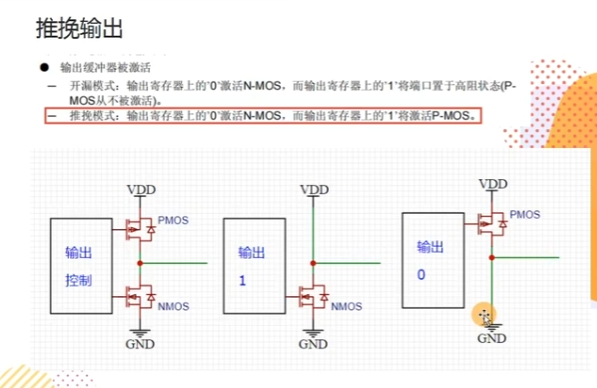 推挽输出
● 输出缓冲器被激活
— 开漏模式：输出寄存器上的“0”激活N-MOS，而输出寄存器上的“1”将端口置于高阻状态(P-
MOS从不被激活)。
— 推挽模式：输出寄存器上的“0”激活N-MOS，而输出寄存器上的“1”将激活P-MOS。
VDD
PMOS
输出
控制
NMOS
GND
VDD
输出
1
NMOS
GND
VDD
PMOS
输出
0
GND